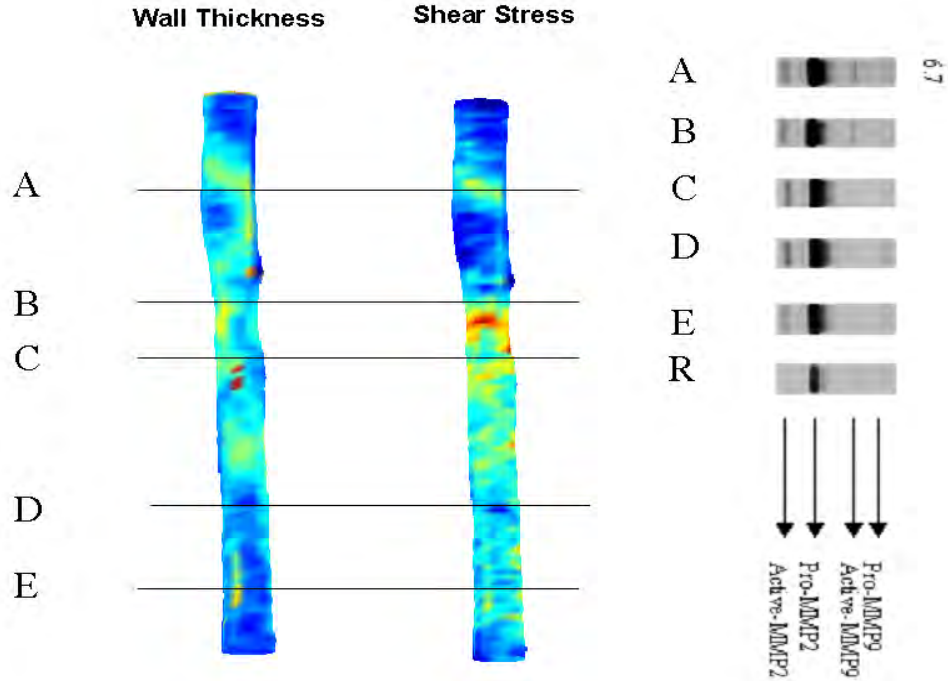 Wall Thickness
Shear Stress
A
B
C
D
E
A
B
C
D
E
R
6.7
Active-MMP2
Pro-MMP2
Active-MMP9
Pro-MMP9